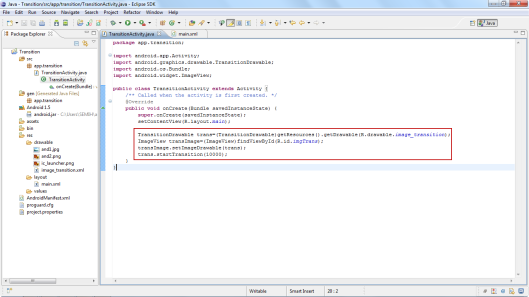 Java - Transition/src/app/transition/TransitionActivity.java - Eclipse SDK
File Edit Run Source Navigate Search Project Refactor Window Help
Java
Package Explorer
TransitionActivity.java
main.xml
Transition
src
app.transition
TransitionActivity.java
TransitionActivity
onCreate(Bundle)
gen [Generated Java Files]
app.transition
Android 1.5
android.jar
assets
bin
res
drawable
and1.jpg
and2.png
ic_launcher.png
image_transition.xml
layout
main.xml
values
AndroidManifest.xml
proguard.cfg
project.properties
package app.transition;
import android.app.Activity;
import android.graphics.drawable.TransitionDrawable;
import android.os.Bundle;
import android.widget.ImageView;
public class TransitionActivity extends Activity {
/** Called when the activity is first created. */
@Override
public void onCreate(Bundle savedInstanceState) {
super.onCreate(savedInstanceState);
setContentView(R.layout.main);
TransitionDrawable trans=(TransitionDrawable)getResources().getDrawable(R.drawable.image_transition);
ImageView transImage=(ImageView)findViewById(R.id.imgTrans);
transImage.setImageDrawable(trans);
trans.startTransition(10000);
}
}
Writable
Smart Insert
20 : 2